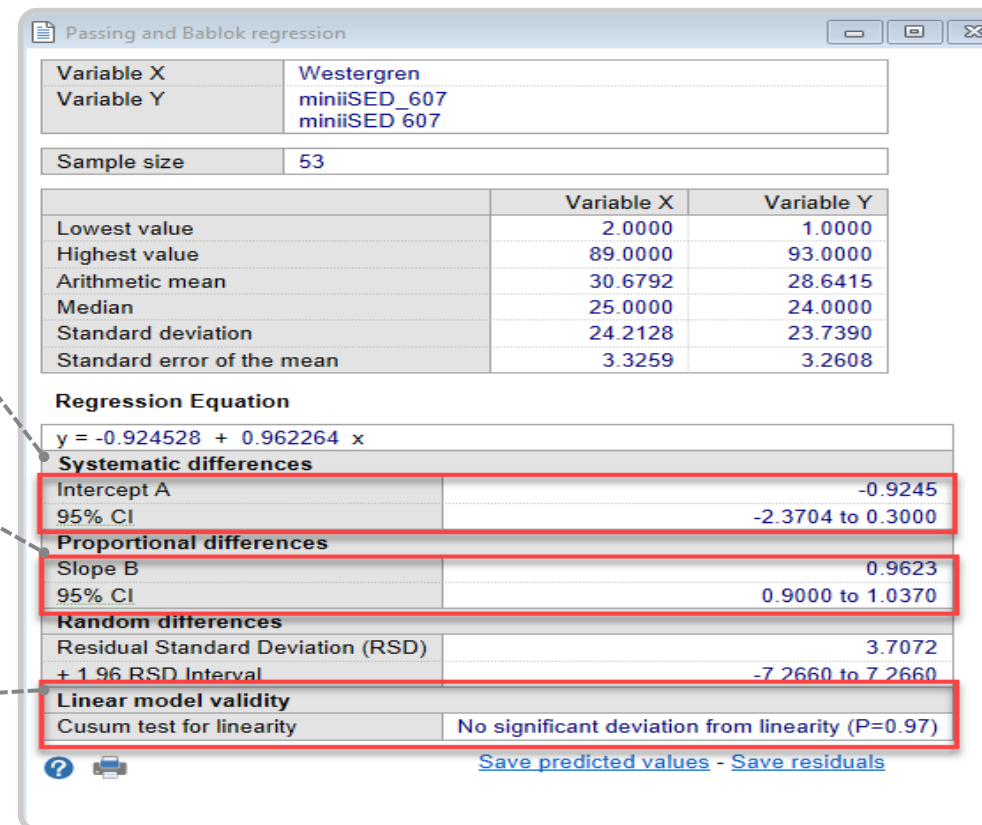 Passing and Bablok regression
Variable X Westergren
Variable Y miniiSED_607
miniiSED 607
Sample size 53
Variable X Variable Y
Lowest value 2.0000 1.0000
Highest value 89.0000 93.0000
Arithmetic mean 30.6792 28.6415
Median 25.0000 24.0000
Standard deviation 24.2128 23.7390
Standard error of the mean 3.3259 3.2608
Regression Equation
y = -0.924528 + 0.962264 x
Systematic differences
Intercept A -0.9245
95% CI -2.3704 to 0.3000
Proportional differences
Slope B 0.9623
95% CI 0.9000 to 1.0370
Random differences
Residual Standard Deviation (RSD) 3.7072
± 1.96 RSD Interval -7.2660 to 7.2660
Linear model validity
Cusum test for linearity No significant deviation from linearity (P=0.97)
Save predicted values - Save residuals